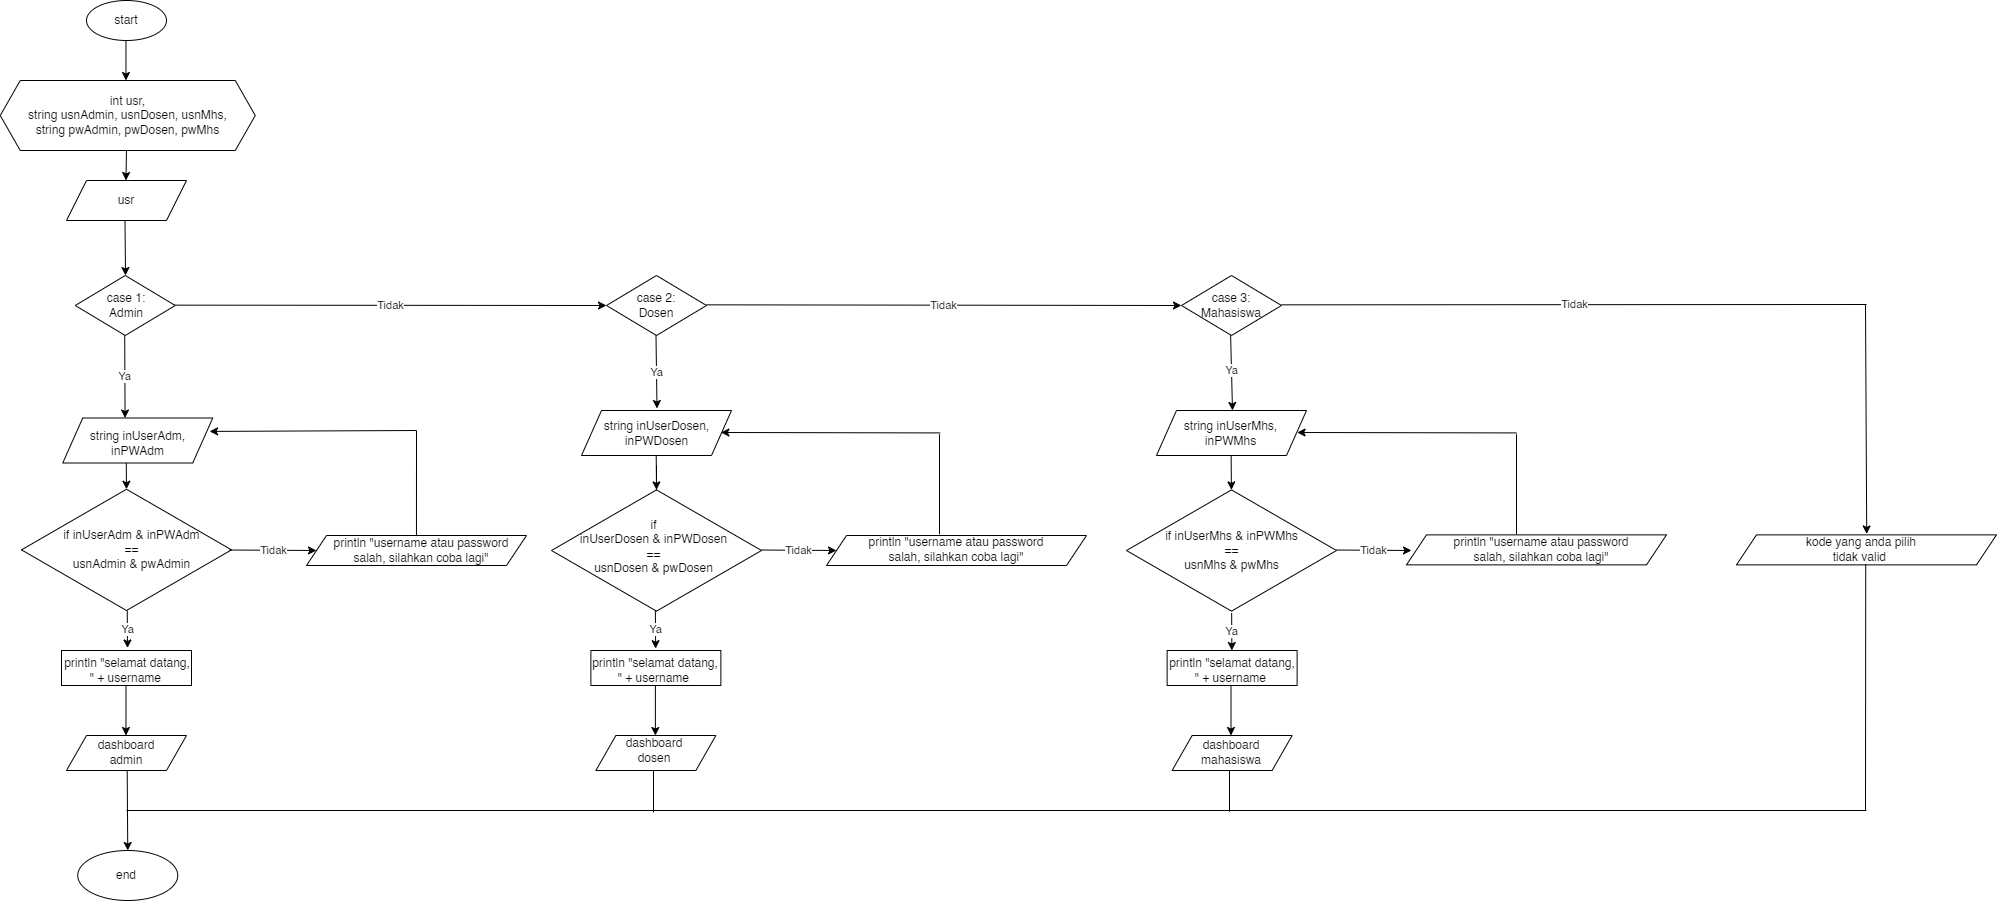 start
int usr,
string usnAdmin, usnDosen, usnMhs,
string pwAdmin, pwDosen, pwMhs
usr
case 1:
Admin
Tidak
case 2:
Dosen
Tidak
case 3:
Mahasiswa
Tidak
Ya
Ya
Ya
string inUserAdm,
inPWAdm
string inUserDosen,
inPWDosen
string inUserMhs,
inPWMhs
if inUserAdm & inPWAdm
==
usnAdmin & pwAdmin
Tidak
println "username atau password
salah, silahkan coba lagi"
if
inUserDosen & inPWDosen
==
usnDosen & pwDosen
Tidak
println "username atau password
salah, silahkan coba lagi"
if inUserMhs & inPWMhs
==
usnMhs & pwMhs
Tidak
println "username atau password
salah, silahkan coba lagi"
kode yang anda pilih
tidak valid
Ya
Ya
Ya
println "selamat datang,
" + username
println "selamat datang,
" + username
println "selamat datang,
" + username
dashboard
admin
dashboard
dosen
dashboard
mahasiswa
end